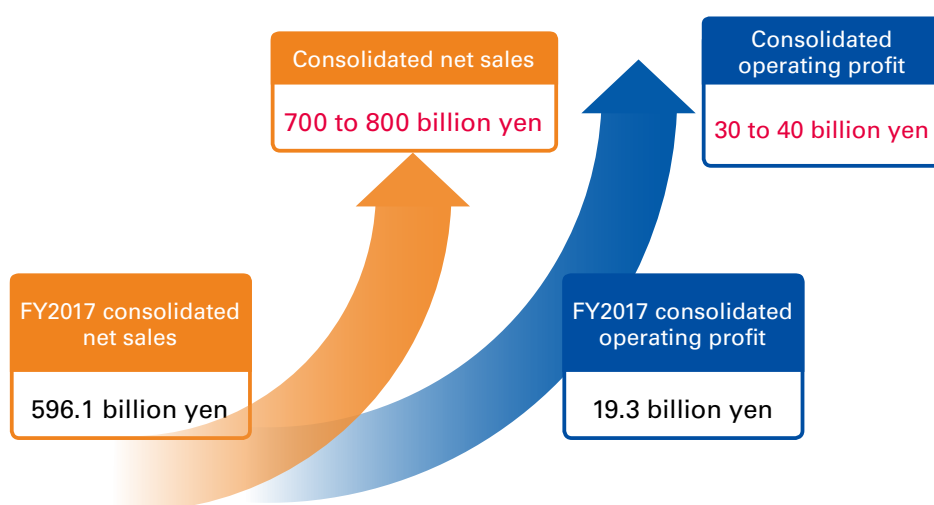 Consolidated net sales
700 to 800 billion yen
Consolidated
operating profit
30 to 40 billion yen
FY2017 consolidated
net sales
596.1 billion yen
FY2017 consolidated
operating profit
19.3 billion yen